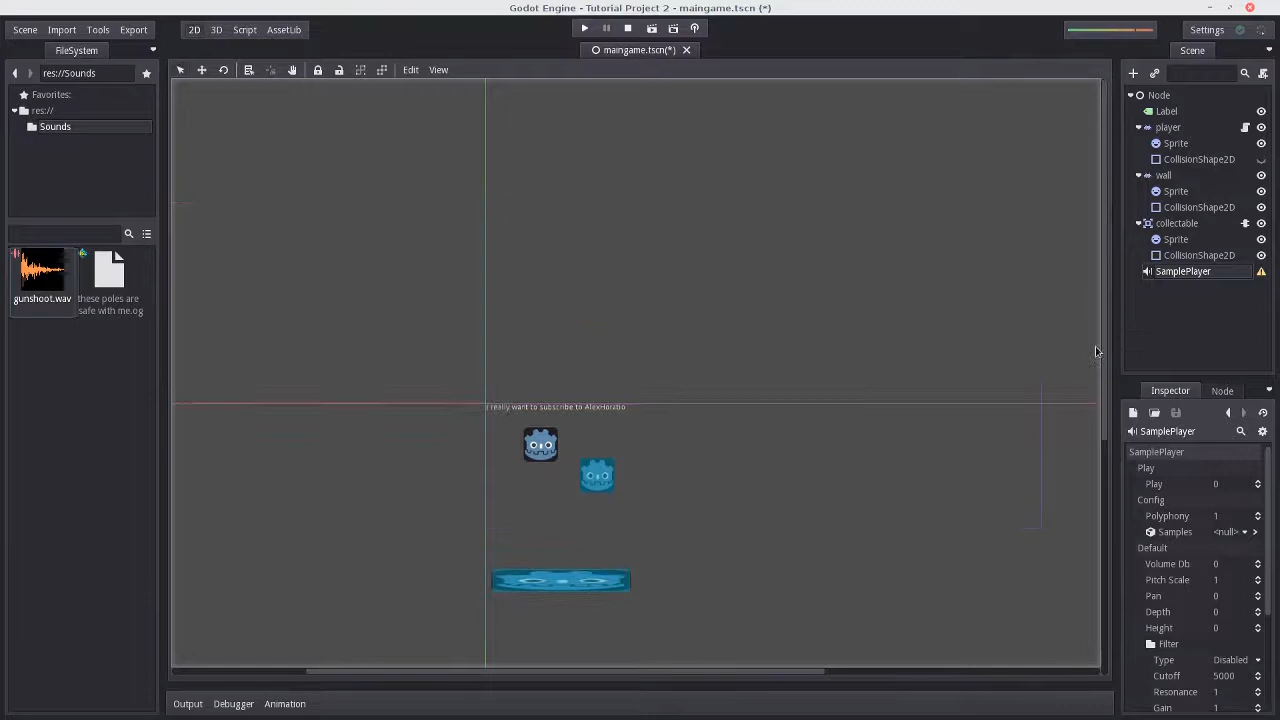 Godot Engine - Tutorial Project 2 - maingame.tscn (*)
Scene Import Tools Export
2D 3D Script AssetLib
Settings
FileSystem
maingame.tscn(*)
Scene
res://Sounds
Edit View
Favorites:
res://
Sounds
Node
Label
player
Sprite
CollisionShape2D
wall
Sprite
CollisionShape2D
collectable
Sprite
CollisionShape2D
SamplePlayer
gunshoot.wav
these poles are
safe with me.og
I really want to subscribe to AlexHoratio
Inspector Node
SamplePlayer
SamplePlayer
Play
Play 0
Config
Polyphony 1
Samples <null>
Default
Volume Db 0
Pitch Scale 1
Pan 0
Depth 0
Height 0
Filter
Type Disabled
Cutoff 5000
Resonance 1
Gain 1
Output Debugger Animation